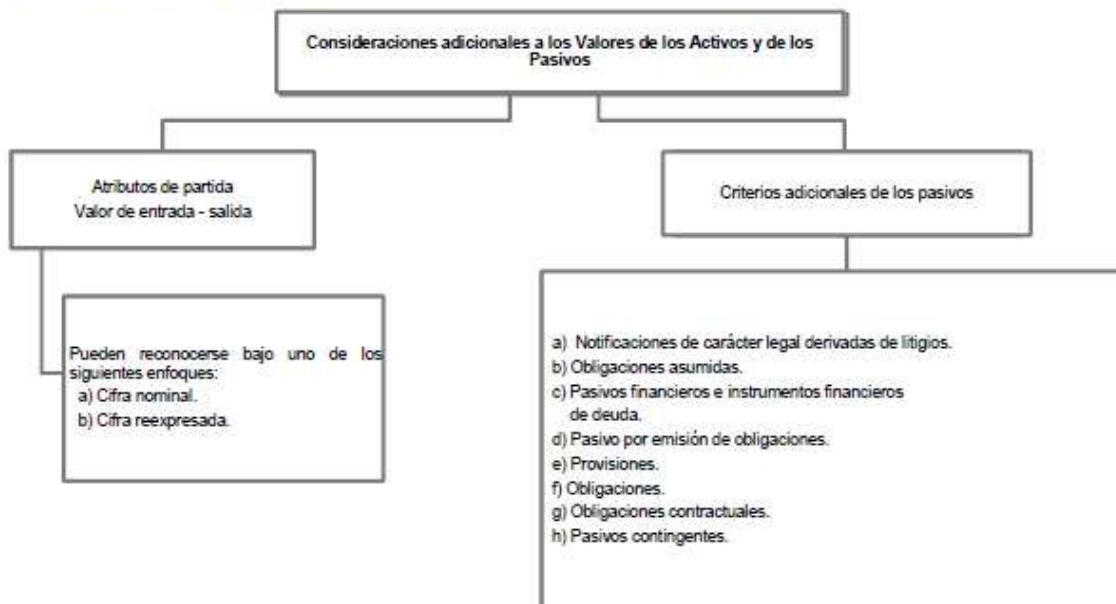 Consideraciones adicionales a los Valores de los Activos y de los
Pasivos
Atributos de partida
Valor de entrada - salida
Criterios adicionales de los pasivos
Pueden reconocerse bajo uno de los
siguientes enfoques:
a) Cifra nominal.
b) Cifra reexpresada.
a) Notificaciones de carácter legal derivadas de litigios.
b) Obligaciones asumidas.
c) Pasivos financieros e instrumentos financieros
de deuda.
d) Pasivo por emisión de obligaciones.
e) Provisiones.
f) Obligaciones.
g) Obligaciones contractuales.
h) Pasivos contingentes.